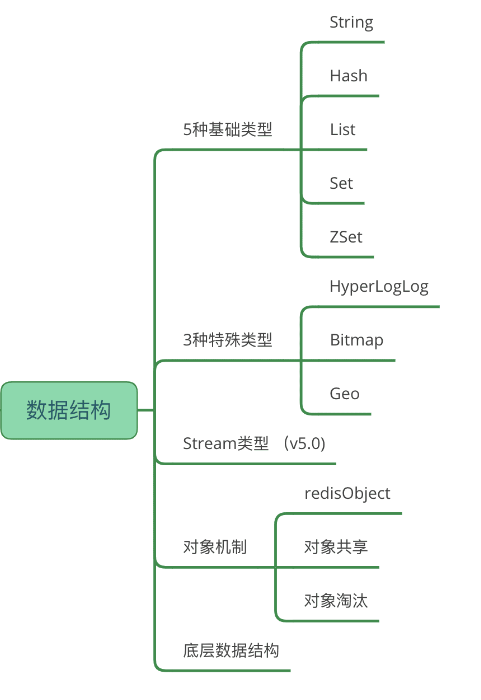 数据结构
5种基础类型
String
Hash
List
Set
ZSet
3种特殊类型
HyperLogLog
Bitmap
Geo
Stream类型 （v5.0)
对象机制
redisObject
对象共享
对象淘汰
底层数据结构